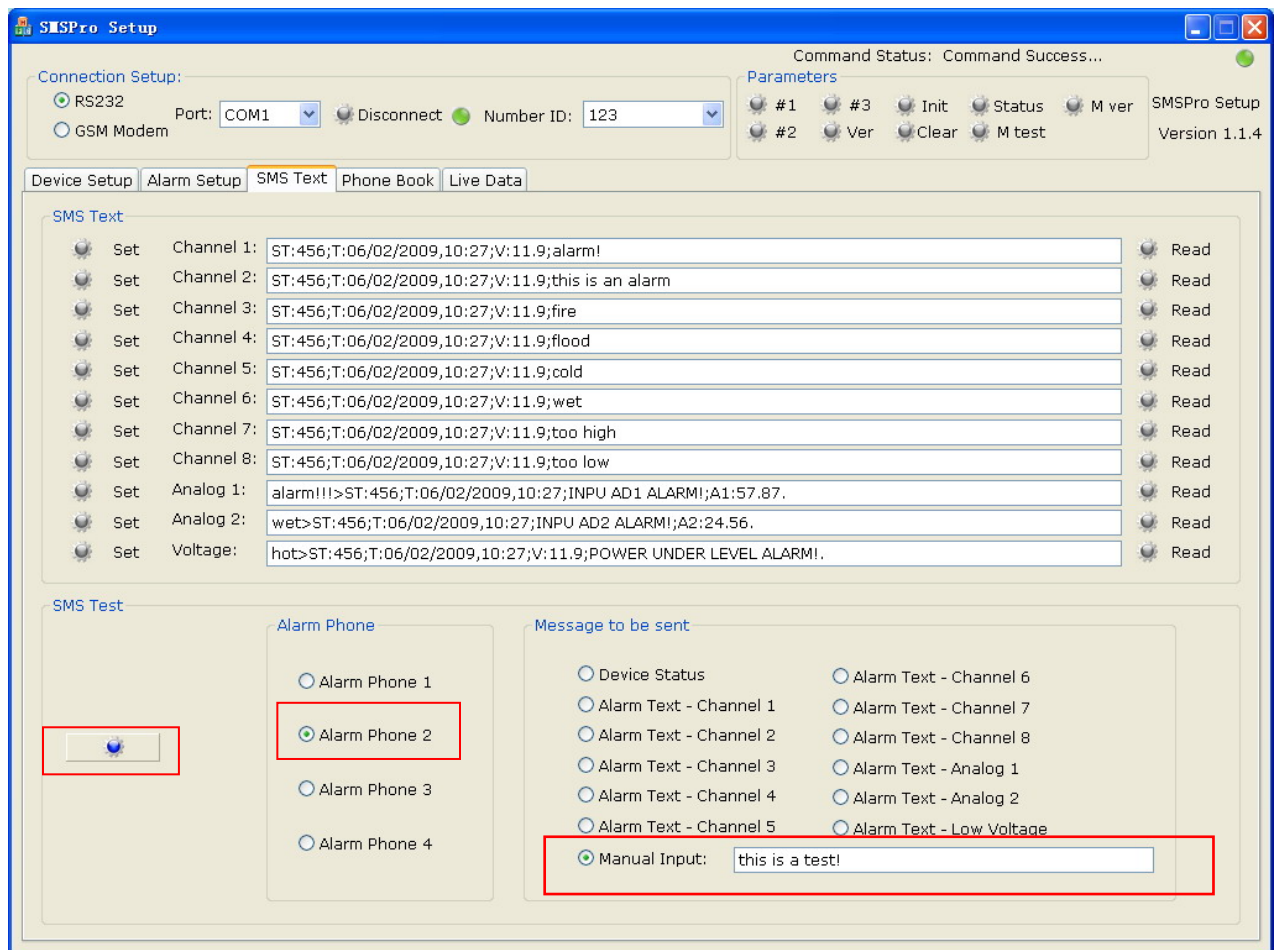 SMSPro Setup
Command Status: Command Success...
Connection Setup:
Parameters
RS232
Port: COM1 Disconnect Number ID: 123
GSM Modem
#1 #3 Init Status M ver
#2 Ver Clear M test
SMSPro Setup
Version 1.1.4
Device Setup Alarm Setup SMS Text Phone Book Live Data
SMS Text
Set Channel 1: ST:456;T:06/02/2009,10:27;V:11.9;alarm! Read
Set Channel 2: ST:456;T:06/02/2009,10:27;V:11.9;this is an alarm Read
Set Channel 3: ST:456;T:06/02/2009,10:27;V:11.9;fire Read
Set Channel 4: ST:456;T:06/02/2009,10:27;V:11.9;flood Read
Set Channel 5: ST:456;T:06/02/2009,10:27;V:11.9;cold Read
Set Channel 6: ST:456;T:06/02/2009,10:27;V:11.9;wet Read
Set Channel 7: ST:456;T:06/02/2009,10:27;V:11.9;too high Read
Set Channel 8: ST:456;T:06/02/2009,10:27;V:11.9;too low Read
Set Analog 1: alarm!!!>ST:456;T:06/02/2009,10:27;INPU AD1 ALARM!;A1:57.87. Read
Set Analog 2: wet>ST:456;T:06/02/2009,10:27;INPU AD2 ALARM!;A2:24.56. Read
Set Voltage: hot>ST:456;T:06/02/2009,10:27;V:11.9;POWER UNDER LEVEL ALARM!. Read
SMS Test
Alarm Phone
Alarm Phone 1
Alarm Phone 2
Alarm Phone 3
Alarm Phone 4
Message to be sent
Device Status
Alarm Text - Channel 1
Alarm Text - Channel 2
Alarm Text - Channel 3
Alarm Text - Channel 4
Alarm Text - Channel 5
Alarm Text - Channel 6
Alarm Text - Channel 7
Alarm Text - Channel 8
Alarm Text - Analog 1
Alarm Text - Analog 2
Alarm Text - Low Voltage
Manual Input: this is a test!